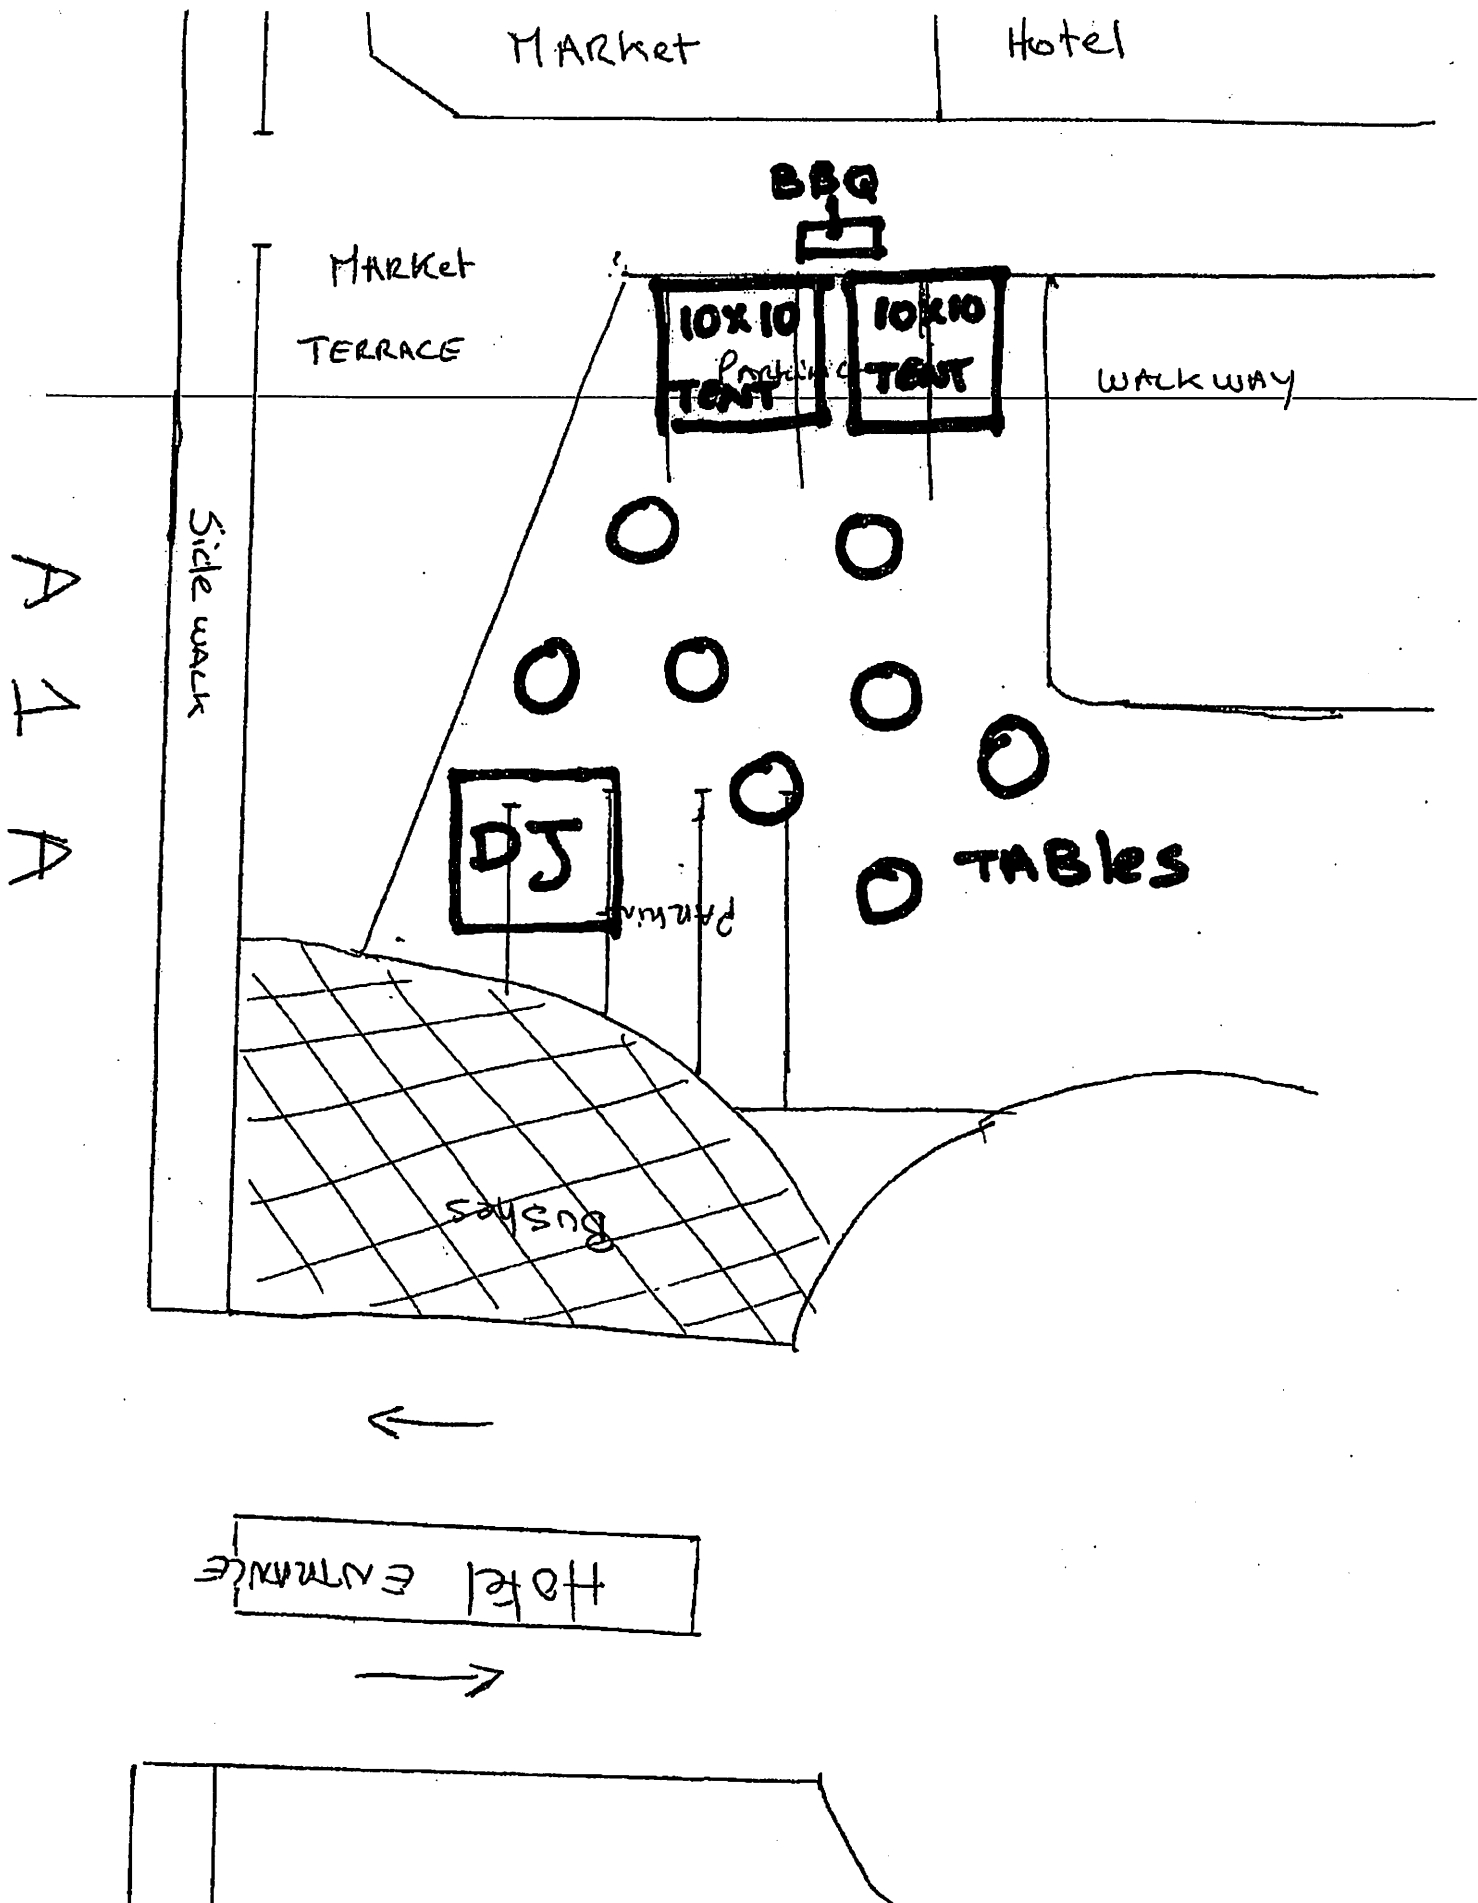 Market
Hotel
BBQ
Market
TERRACE
10x10
TENT
10x10
TENT
Parking
WALKWAY
Side WALK
A1A
DJ
TABles
Parking
Bushes
Hotel ENTRANCE